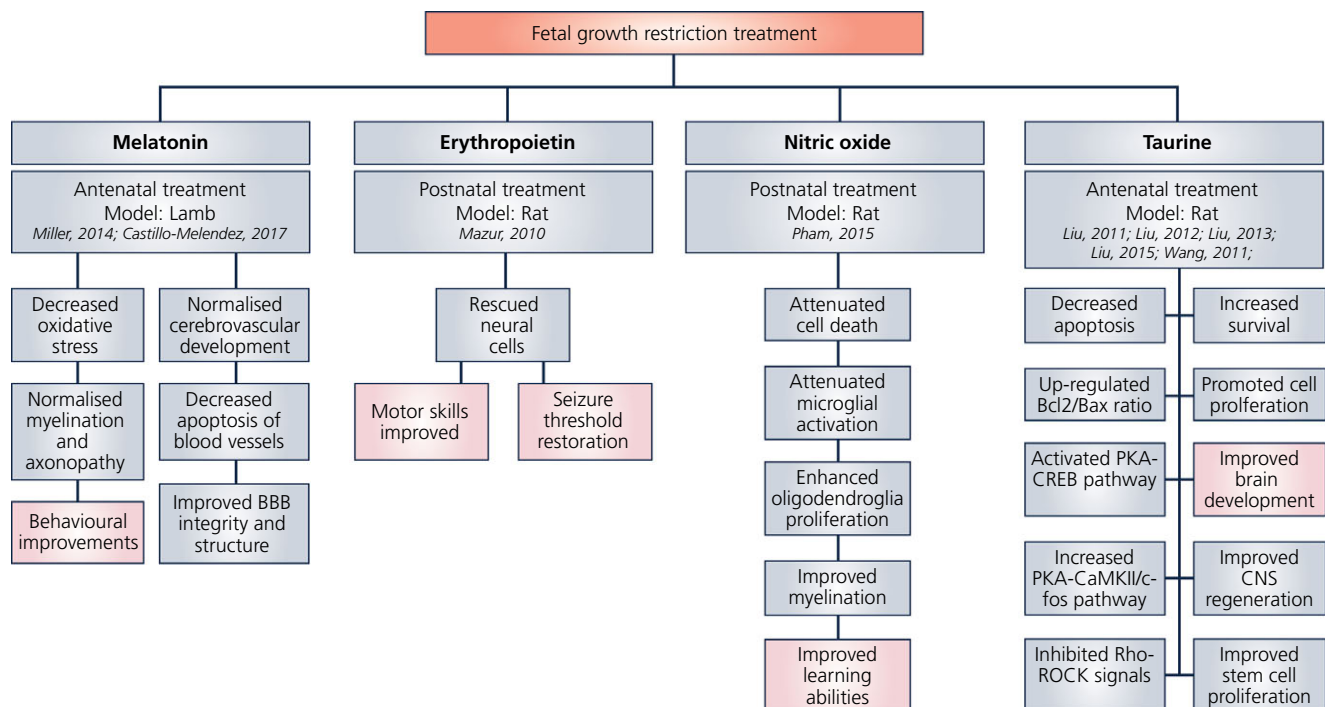 Fetal growth restriction treatment
Melatonin
Antenatal treatment
Model: Lamb
Miller, 2014; Castillo-Melendez, 2017
Decreased
oxidative
stress
Normalised
myelination
and
axonopathy
Behavioural
improvements
Normalised
cerebrovascular
development
Decreased
apoptosis of
blood vessels
Improved BBB
integrity and
structure
Erythropoietin
Postnatal treatment
Model: Rat
Mazur, 2010
Rescued
neural
cells
Motor skills
improved
Seizure
threshold
restoration
Nitric oxide
Postnatal treatment
Model: Rat
Pham, 2015
Attenuated
cell death
Attenuated
microglial
activation
Enhanced
oligodendroglia
proliferation
Improved
myelination
Improved
learning
abilities
Taurine
Antenatal treatment
Model: Rat
Liu, 2011; Liu, 2012; Liu, 2013;
Liu, 2015; Wang, 2011;
Decreased
apoptosis
Increased
survival
Up-regulated
Bcl2/Bax ratio
Promoted cell
prolferation
Activated PKA-
CREB pathway
Improved
brain
development
Increased
PKA-CaMKII/c-
fos pathway
Improved
CNS
regeneration
Inhibited Rho-
ROCK signals
Improved
stem cell
proliferation